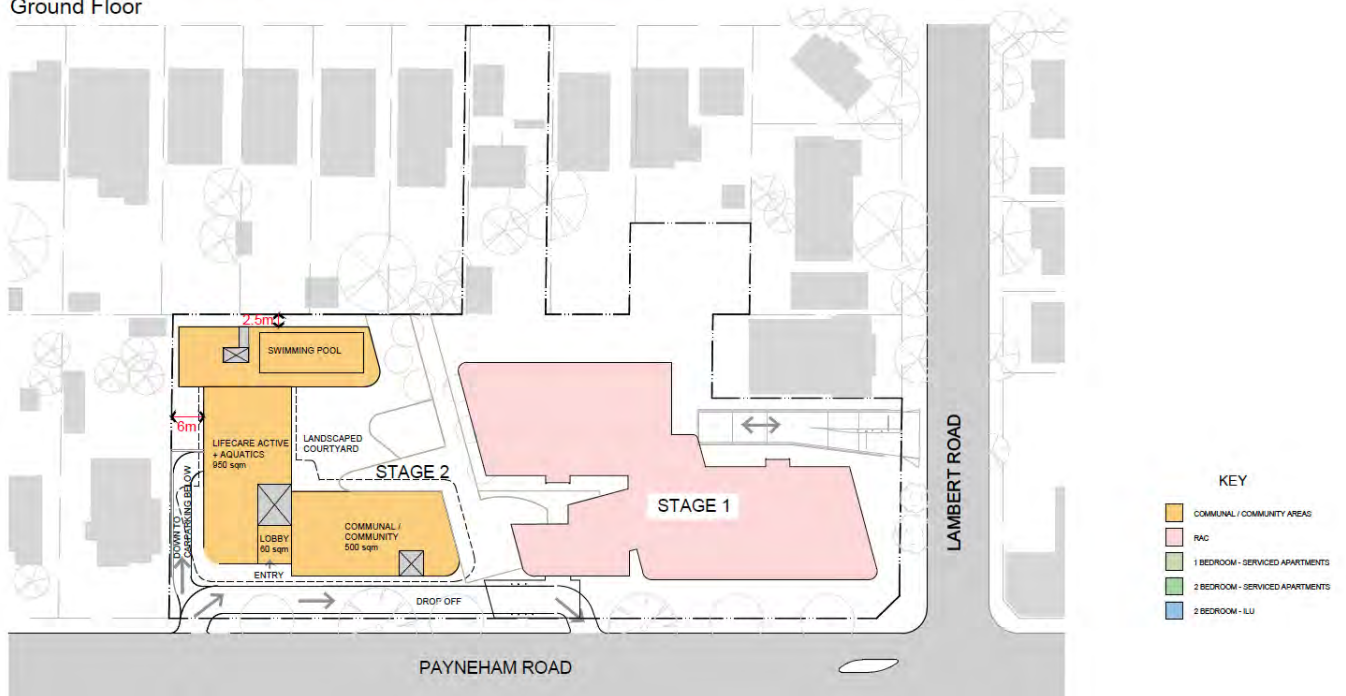 Ground Floor
2.5m
SWIMMING POOL
6m
LIFECARE ACTIVE
+ AQUATICS
950 sqm
LANDSCAPED
COURTYARD
STAGE 2
STAGE 1
DOWN TO
CARPARKING BELOW
LOBBY
60 sqm
COMMUNAL /
COMMUNITY
500 sqm
ENTRY
DROP OFF
PAYNEHAM ROAD
LAMBERT ROAD
KEY
COMMUNAL / COMMUNITY AREAS
RAC
1 BEDROOM - SERVICED APARTMENTS
2 BEDROOM - SERVICED APARTMENTS
2 BEDROOM - ILU